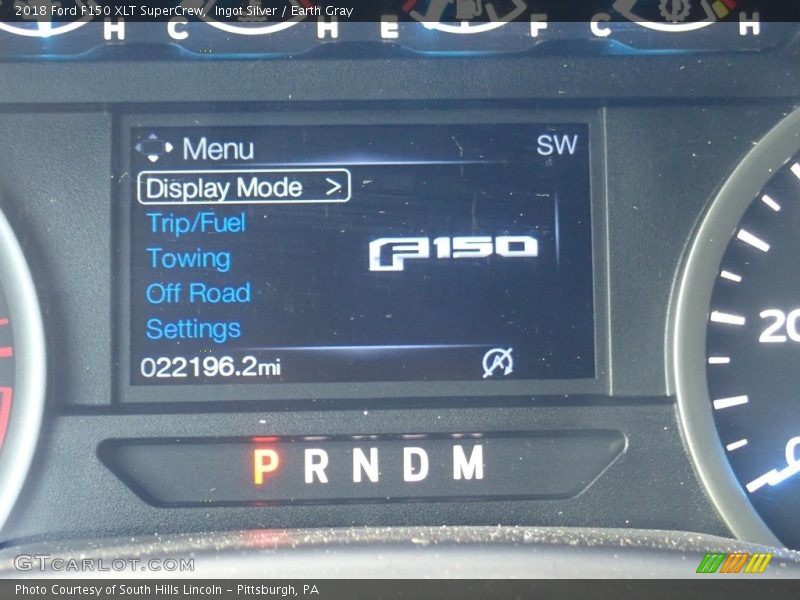 2018 Ford F150 XLT SuperCrew,  Ingot Silver / Earth Gray
H C H E F C H
Menu SW
Display Mode >
Trip/Fuel
Towing
Off Road
Settings
F150
022196.2mi
A
P R N D M
20
0
GTCarLot.com
Photo Courtesy of South Hills Lincoln - Pittsburgh, PA